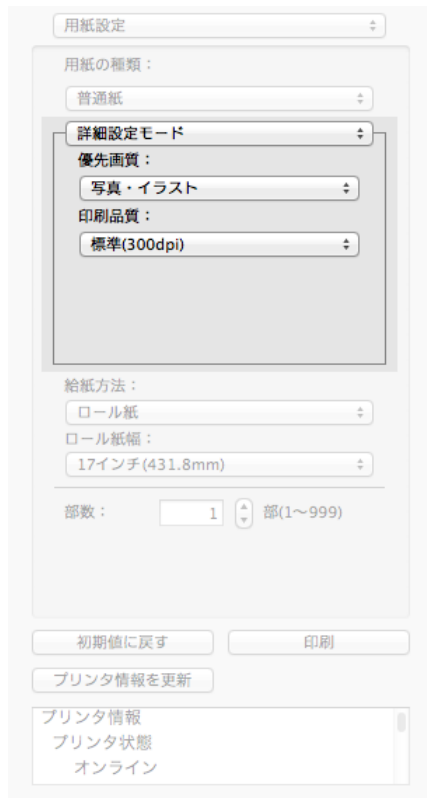 用紙設定
用紙の種類：
普通紙
詳細設定モード
優先画質：
写真・イラスト
印刷品質：
標準(300dpi)
給紙方法：
ロール紙
ロール紙幅：
17インチ(431.8mm)
部数： 1 部(1〜999)
初期値に戻す 印刷
プリンタ情報を更新
プリンタ情報
プリンタ状態
オンライン